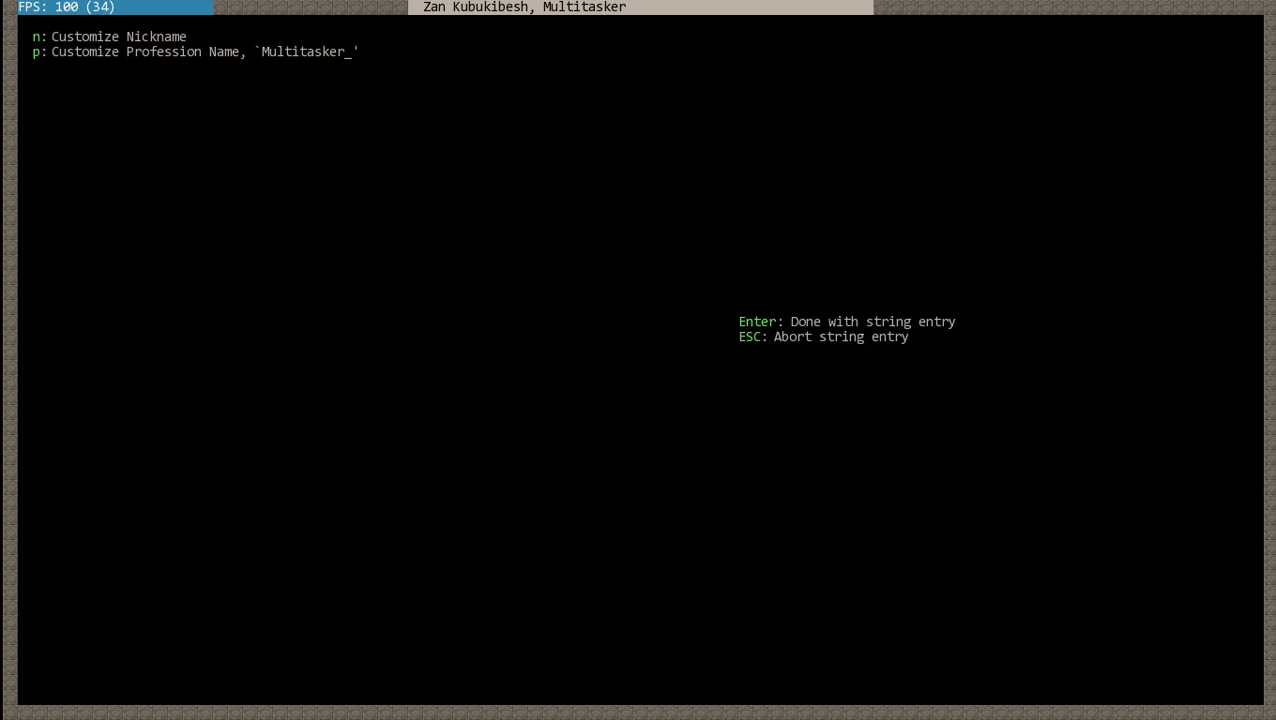 FPS: 100 (34)
Zan Kubukibesh, Multitasker
n: Customize Nickname
p: Customize Profession Name, `Multitasker_'
Enter: Done with string entry
ESC: Abort string entry